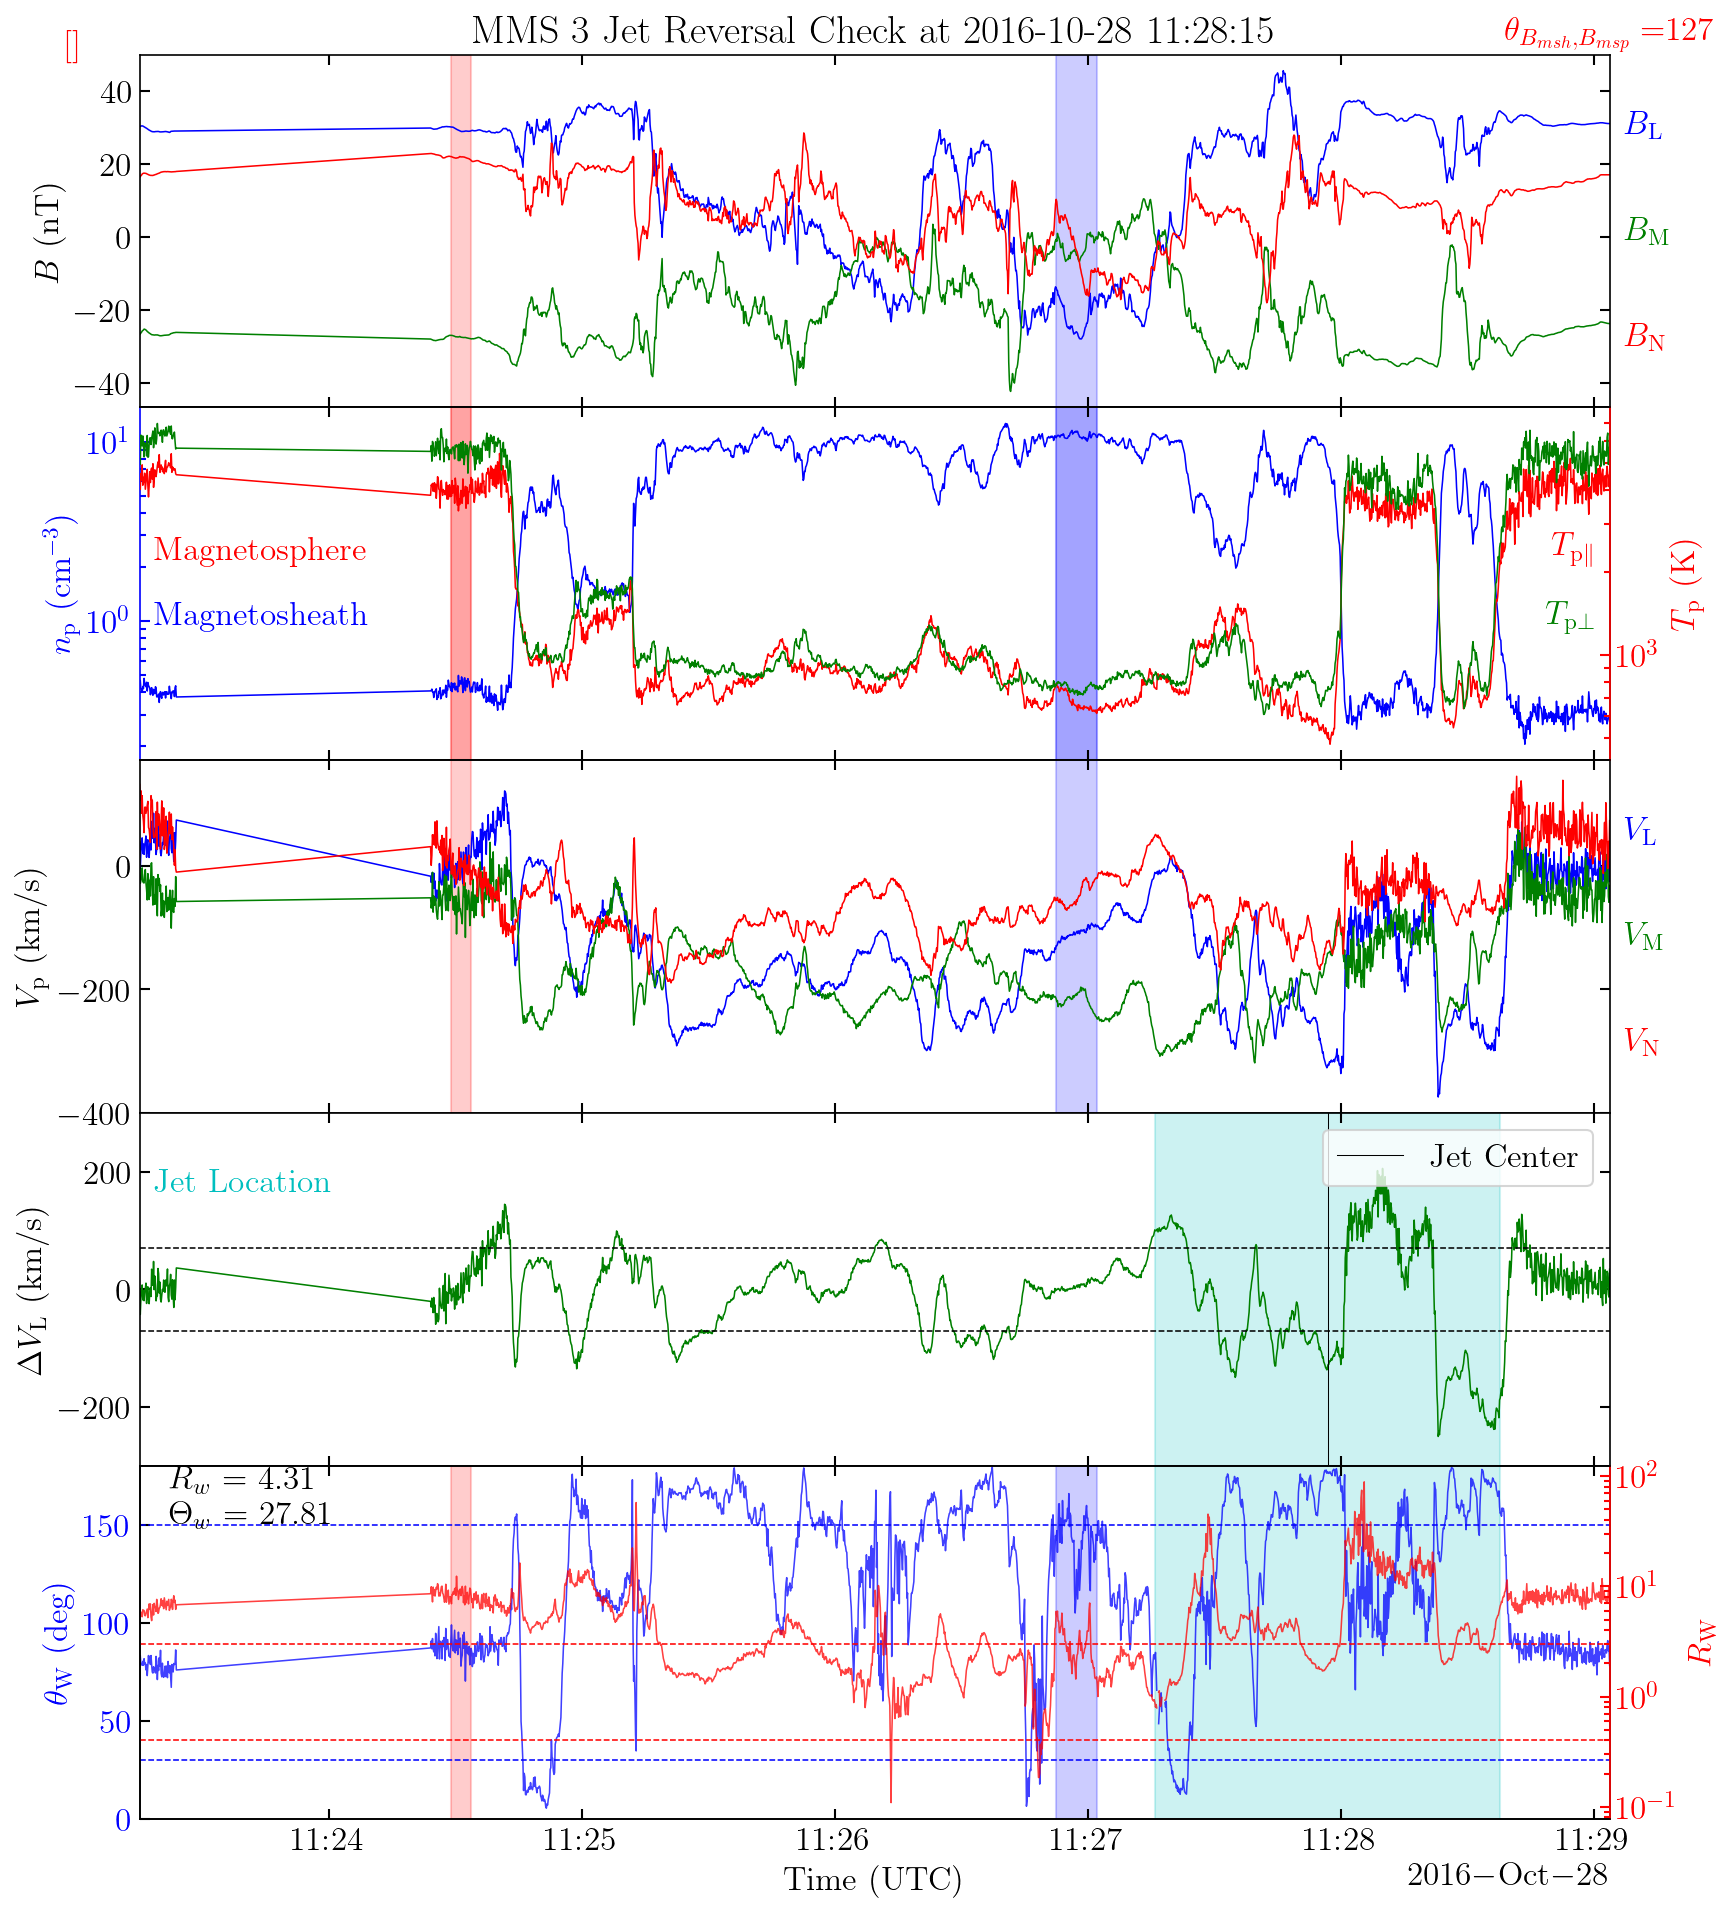 MMS 3 Jet Reversal Check at 2016-10-28 11:28:15
θ_{B_{msh},B_{msp}} =127
[]
40
20
0
−20
−40
B (nT)
B_L
B_M
B_N
10^1
10^0
n_p (cm^{−3})
Magnetosphere
Magnetosheath
T_{p∥}
T_{p⊥}
10^3
T_p (K)
0
−200
−400
V_p (km/s)
V_L
V_M
V_N
200
0
−200
ΔV_L (km/s)
Jet Location
Jet Center
R_w = 4.31
Θ_w = 27.81
150
100
50
0
θ_W (deg)
10^2
10^1
10^0
10^{−1}
R_W
11:24 11:25 11:26 11:27 11:28 11:29
Time (UTC)
2016−Oct−28